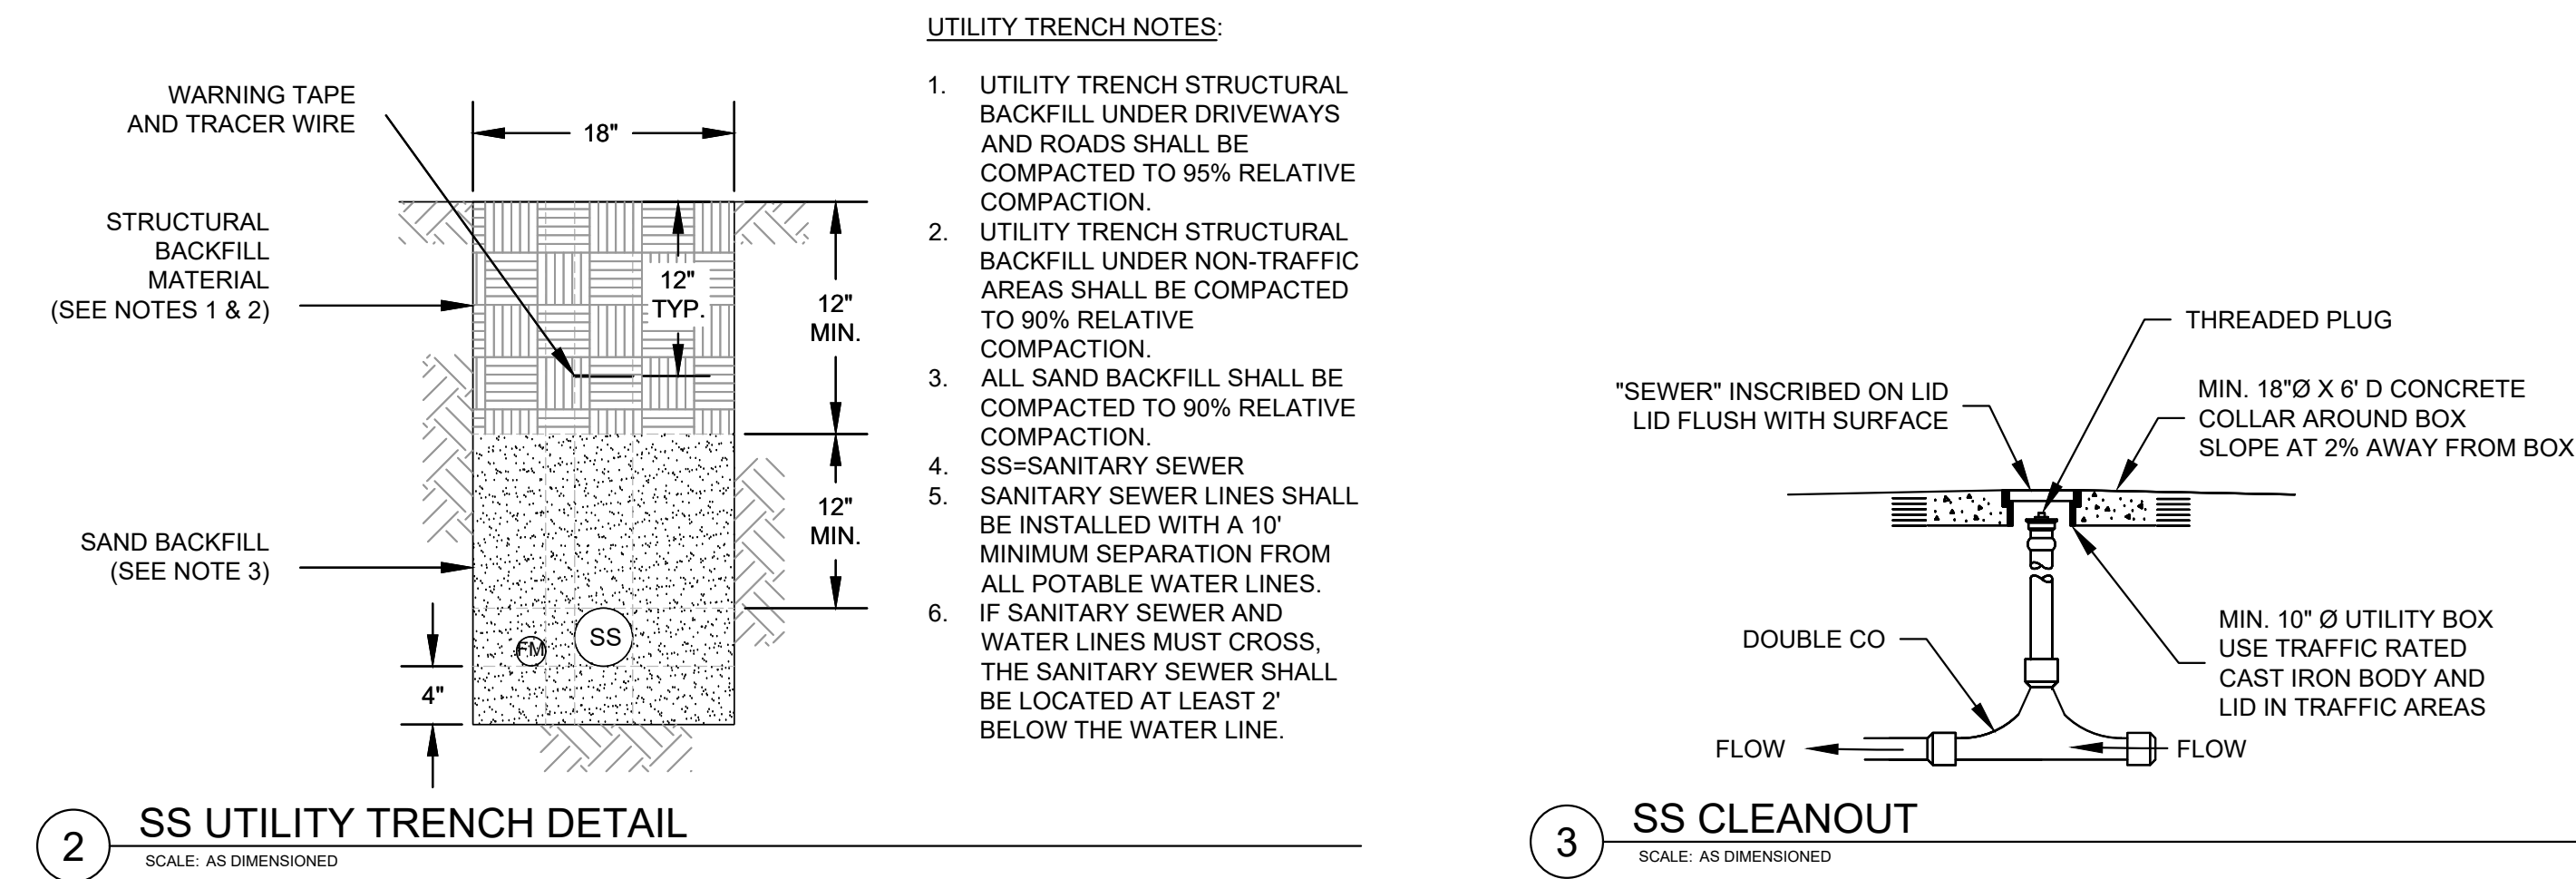 WARNING TAPE
AND TRACER WIRE
18"
STRUCTURAL
BACKFILL
MATERIAL
(SEE NOTES 1 & 2)
12"
TYP.
12"
MIN.
SAND BACKFILL
(SEE NOTE 3)
12"
MIN.
FM
SS
4"
2
SS UTILITY TRENCH DETAIL
SCALE: AS DIMENSIONED
UTILITY TRENCH NOTES:
1. UTILITY TRENCH STRUCTURAL
BACKFILL UNDER DRIVEWAYS
AND ROADS SHALL BE
COMPACTED TO 95% RELATIVE
COMPACTION.
2. UTILITY TRENCH STRUCTURAL
BACKFILL UNDER NON-TRAFFIC
AREAS SHALL BE COMPACTED
TO 90% RELATIVE
COMPACTION.
3. ALL SAND BACKFILL SHALL BE
COMPACTED TO 90% RELATIVE
COMPACTION.
4. SS=SANITARY SEWER
5. SANITARY SEWER LINES SHALL
BE INSTALLED WITH A 10'
MINIMUM SEPARATION FROM
ALL POTABLE WATER LINES.
6. IF SANITARY SEWER AND
WATER LINES MUST CROSS,
THE SANITARY SEWER SHALL
BE LOCATED AT LEAST 2'
BELOW THE WATER LINE.
THREADED PLUG
"SEWER" INSCRIBED ON LID
LID FLUSH WITH SURFACE
MIN. 18"Ø X 6' D CONCRETE
COLLAR AROUND BOX
SLOPE AT 2% AWAY FROM BOX
DOUBLE CO
MIN. 10" Ø UTILITY BOX
USE TRAFFIC RATED
CAST IRON BODY AND
LID IN TRAFFIC AREAS
FLOW
FLOW
3
SS CLEANOUT
SCALE: AS DIMENSIONED